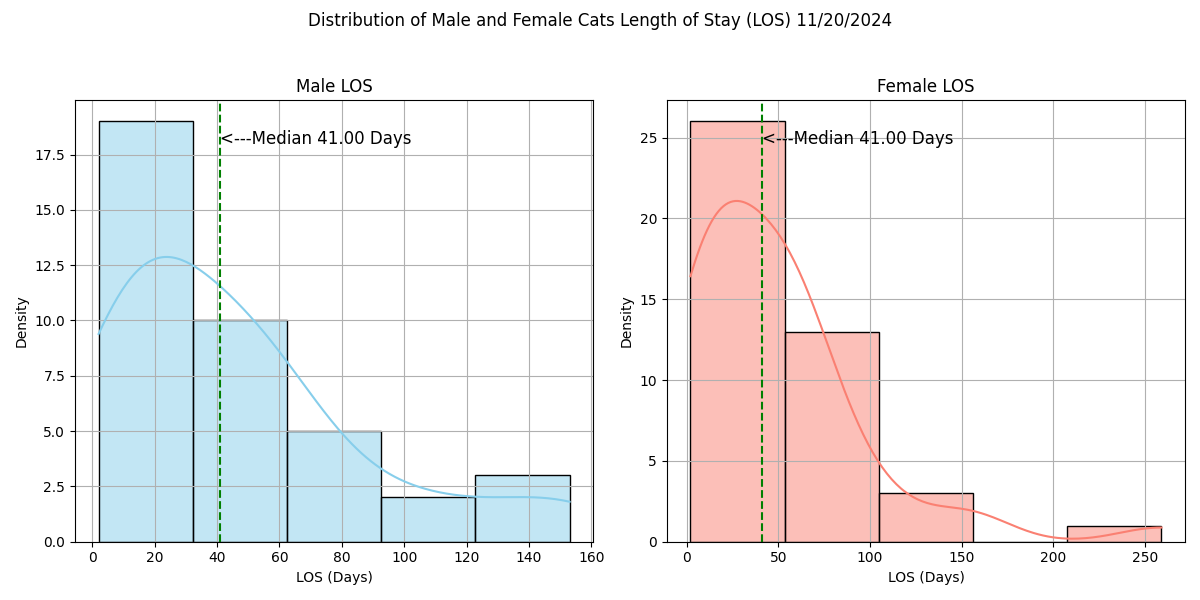 Distribution of Male and Female Cats Length of Stay (LOS) 11/20/2024
Male LOS
<---Median 41.00 Days
Density
17.5
15.0
12.5
10.0
7.5
5.0
2.5
0.0
0 20 40 60 80 100 120 140 160
LOS (Days)
Female LOS
<---Median 41.00 Days
Density
25
20
15
10
5
0
0 50 100 150 200 250
LOS (Days)